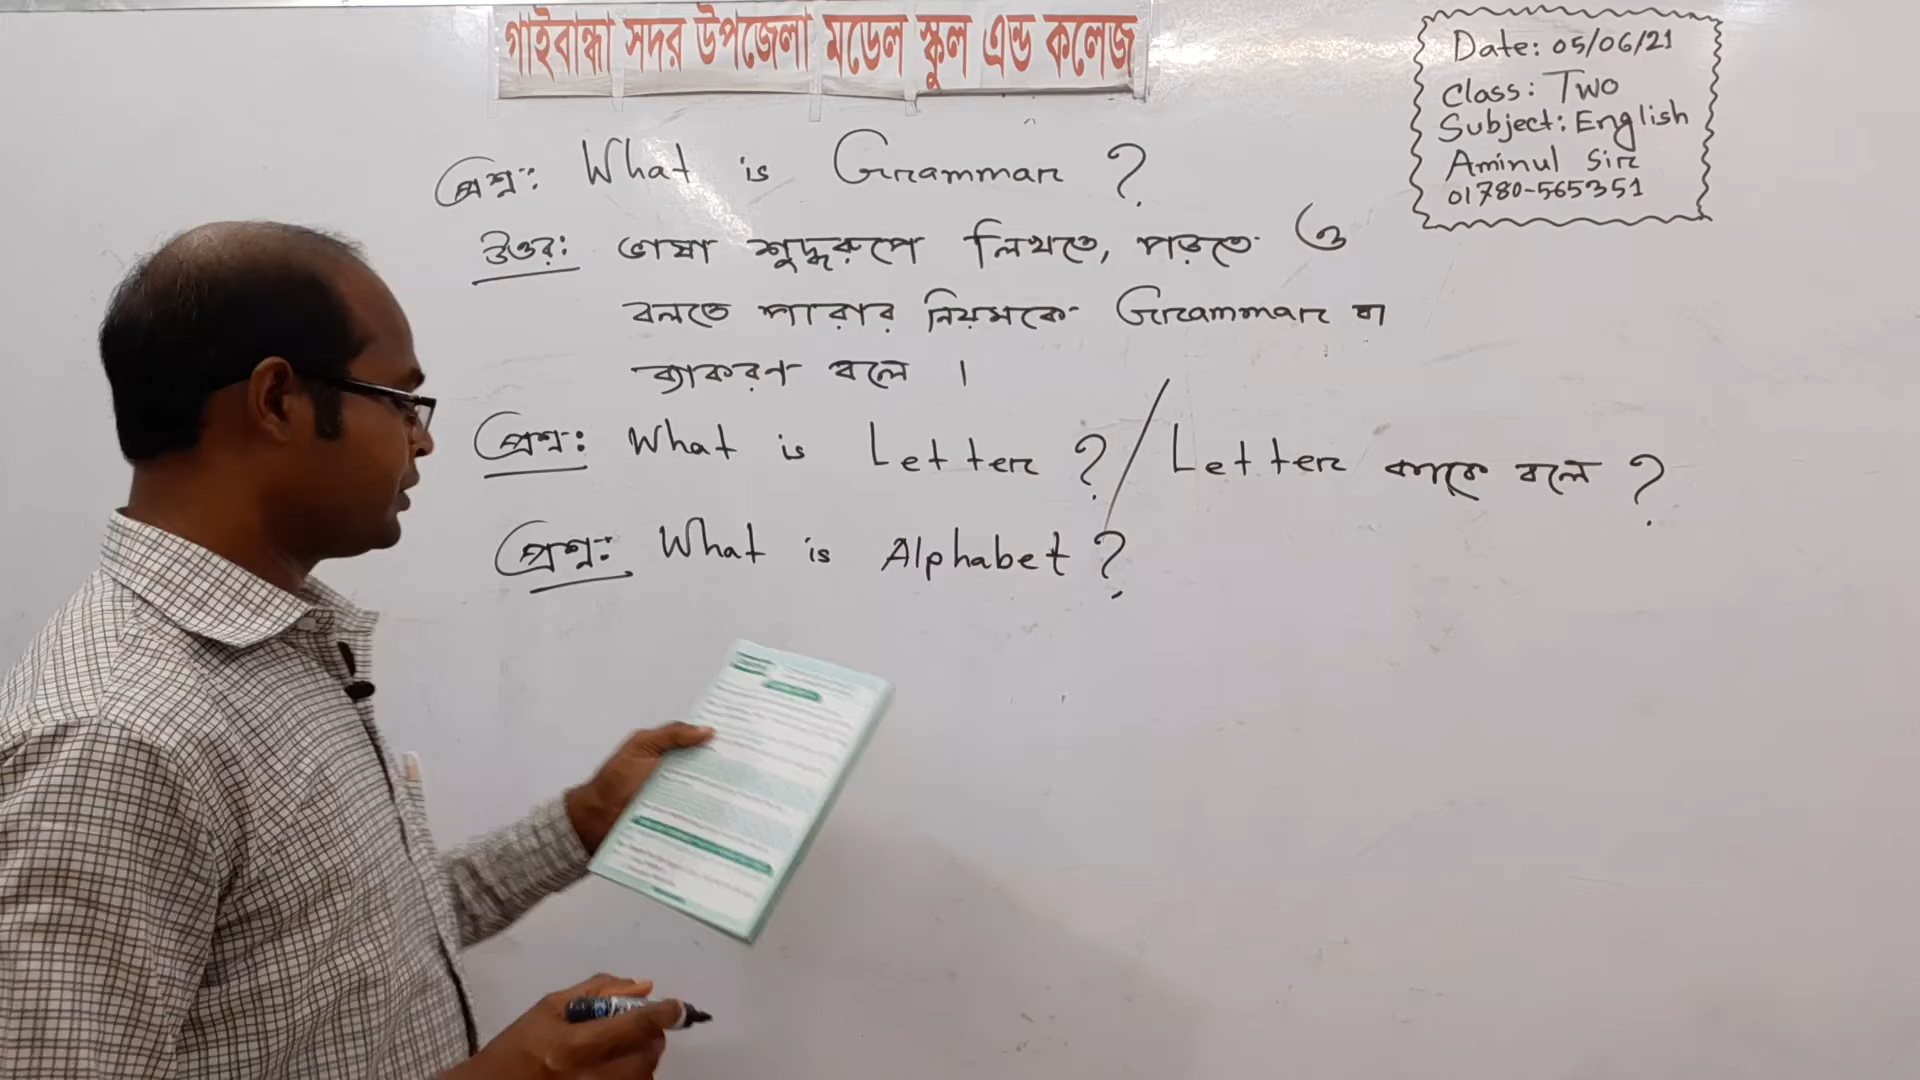 গাইবান্ধা সদর উপজেলা মডেল স্কুল এন্ড কলেজ
Date: 05/06/21
Class: Two
Subject: English
Aminul Sir
01780-565351
প্রশ্ন: What is Grammar ?
উত্তর: ভাষা শুদ্ধরুপে লিখতে, পড়তে ও
বলতে পারার নিয়মকে Grammar বা
ব্যাকরণ বলে ।
প্রশ্ন: What is Letter ? / Letter কাকে বলে ?
প্রশ্ন: What is Alphabet ?